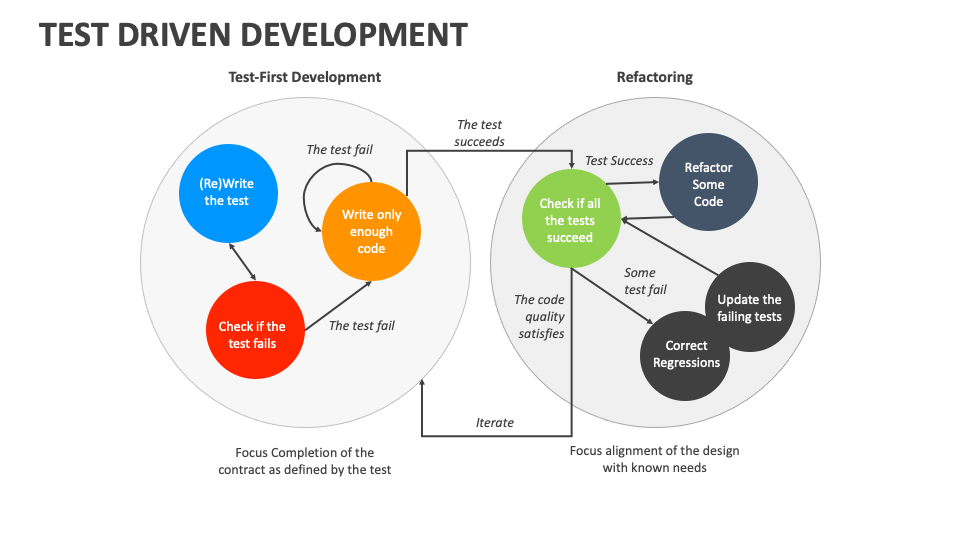 TEST DRIVEN DEVELOPMENT
Test-First Development
Refactoring
The test
succeeds
The test fail
Test Success
(Re)Write
the test
Refactor
Some
Code
Write only
enough
code
Check if all
the tests
succeed
Some
test fail
The code
quality
satisfies
Update the
failing tests
Check if the
test fails
The test fail
Correct
Regressions
Iterate
Focus Completion of the
contract as defined by the test
Focus alignment of the design
with known needs